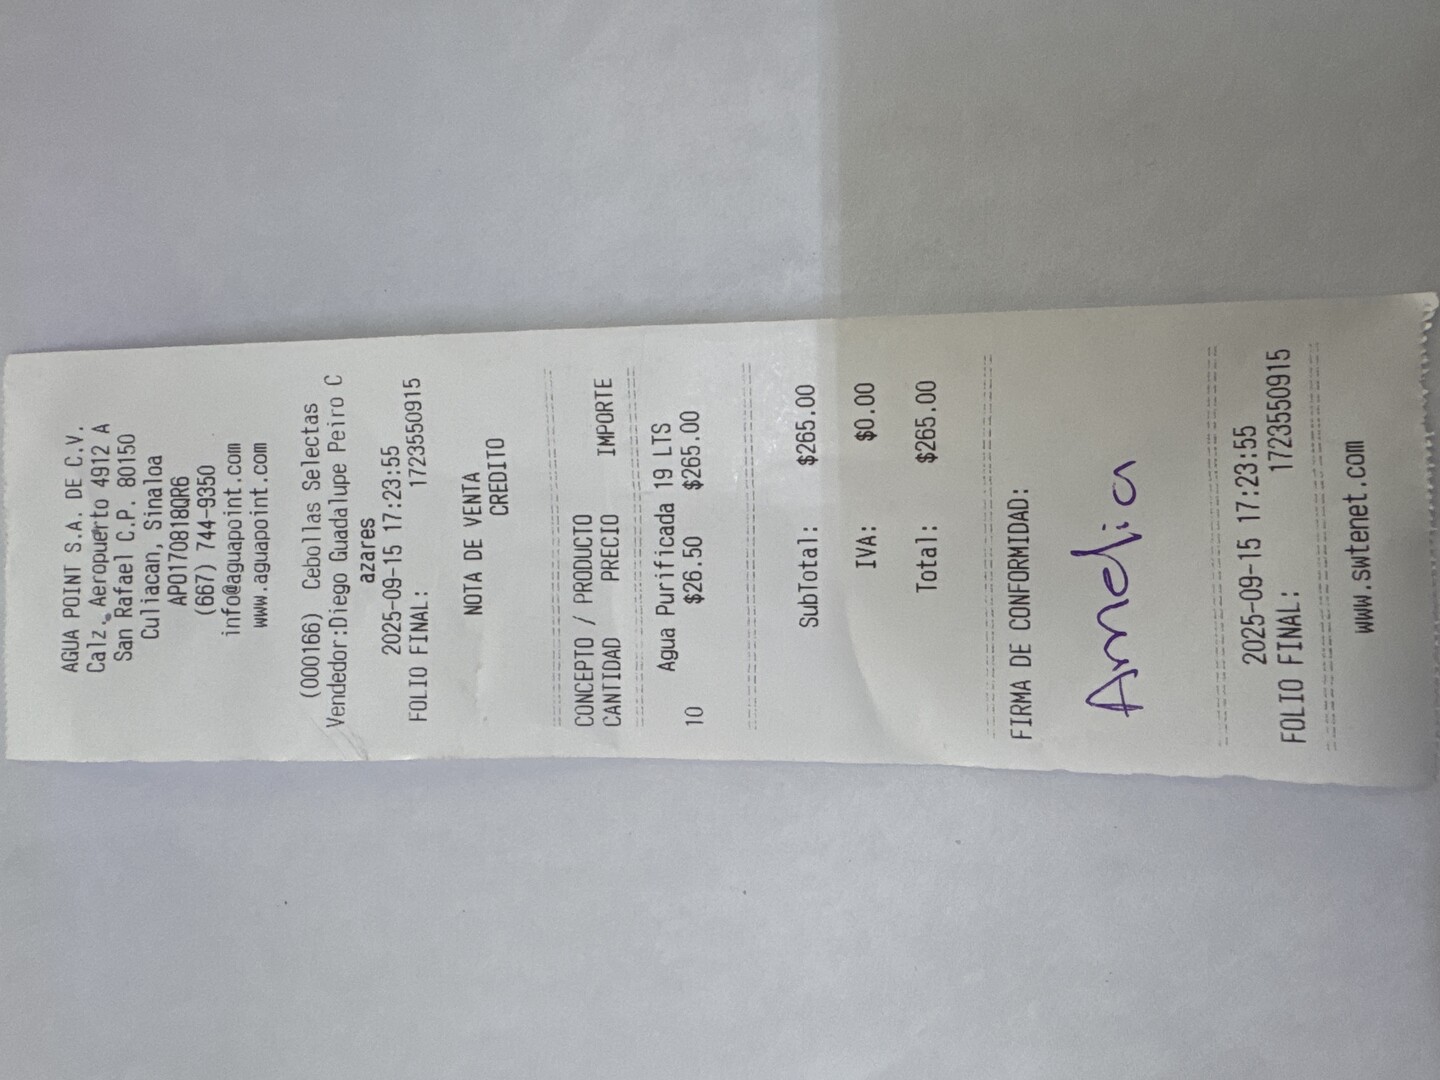 AGUA POINT S.A. DE C.V.
Calz. Aeropuerto 4912 A
San Rafael C.P. 80150
Culiacan, Sinaloa
APO170818QR6
(667) 744-9350
info@aguapoint.com
www.aguapoint.com
(000166) Cebollas Selectas
Vendedor:Diego Guadalupe Peiro C
azares
2025-09-15 17:23:55
FOLIO FINAL: 1723550915
NOTA DE VENTA
CREDITO
CONCEPTO / PRODUCTO
CANTIDAD PRECIO IMPORTE
Agua Purificada 19 LTS
10 $26.50 $265.00
SubTotal: $265.00
IVA: $0.00
Total: $265.00
FIRMA DE CONFORMIDAD:
Amelia
2025-09-15 17:23:55
FOLIO FINAL: 1723550915
www.swtenet.com